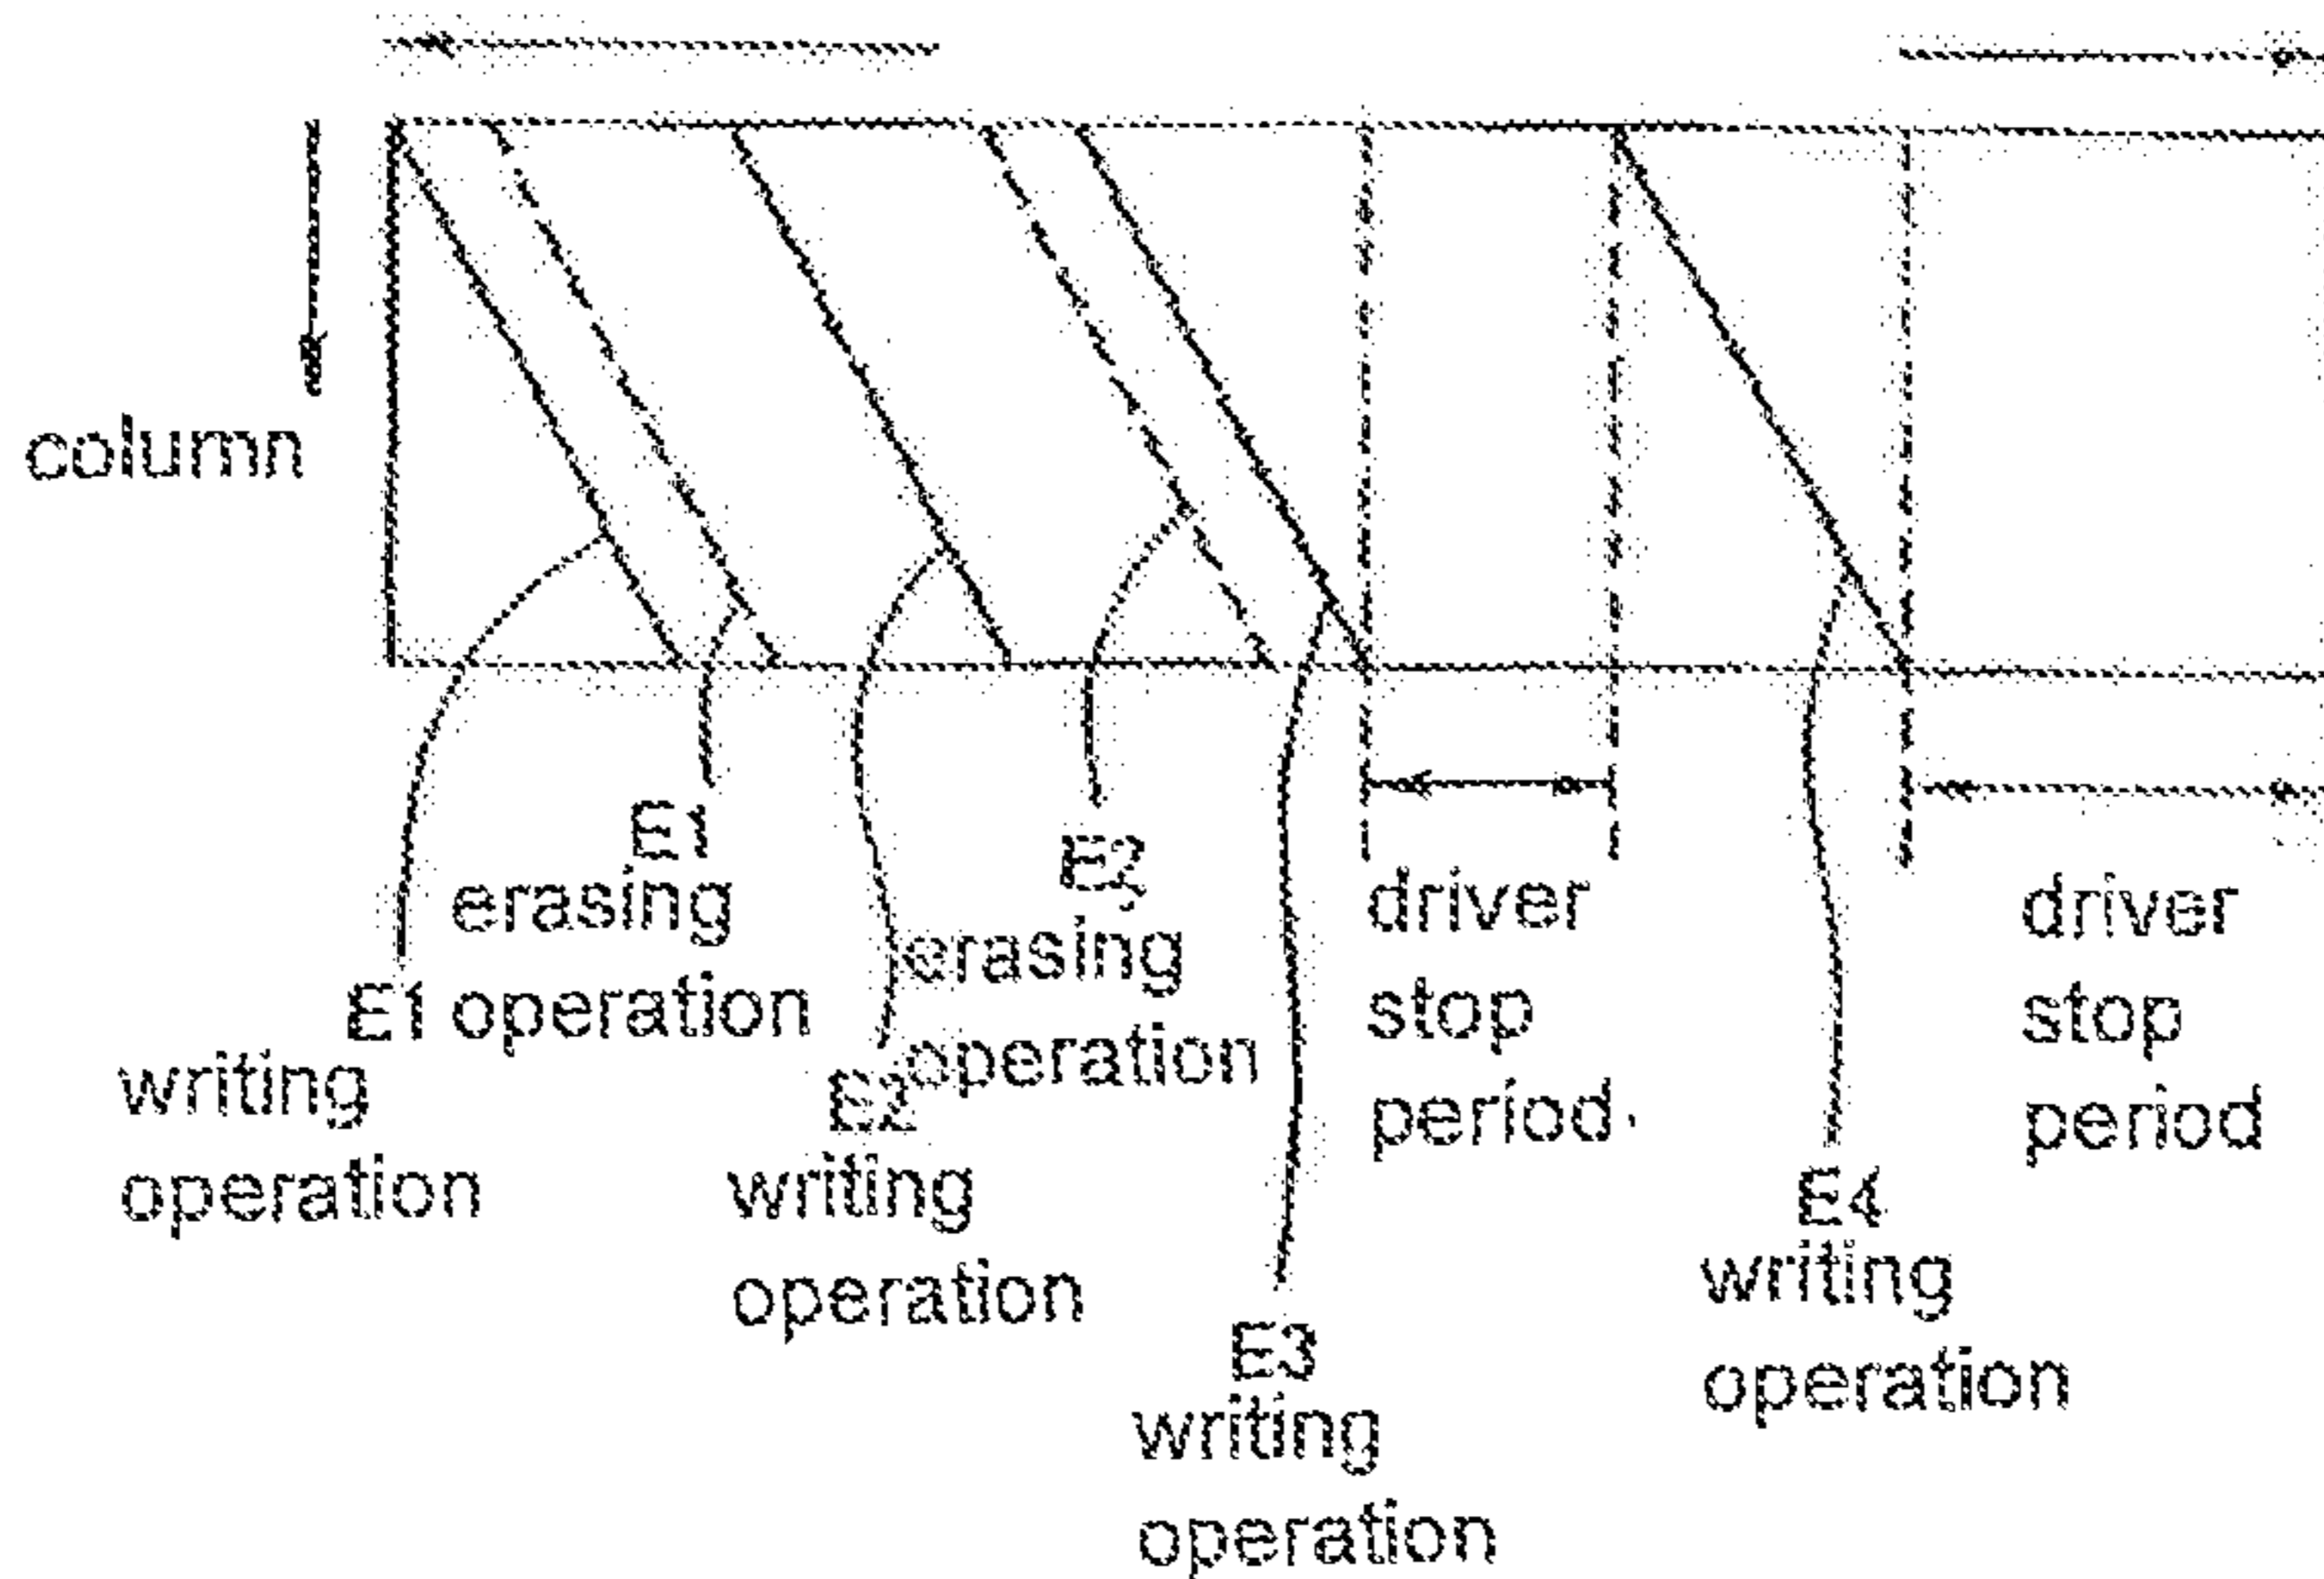 column
E1
erasing
operation
E1
writing
operation
E2
erasing
operation
E2
writing
operation
E3
writing
operation
driver
stop
period
E4
writing
operation
driver
stop
period